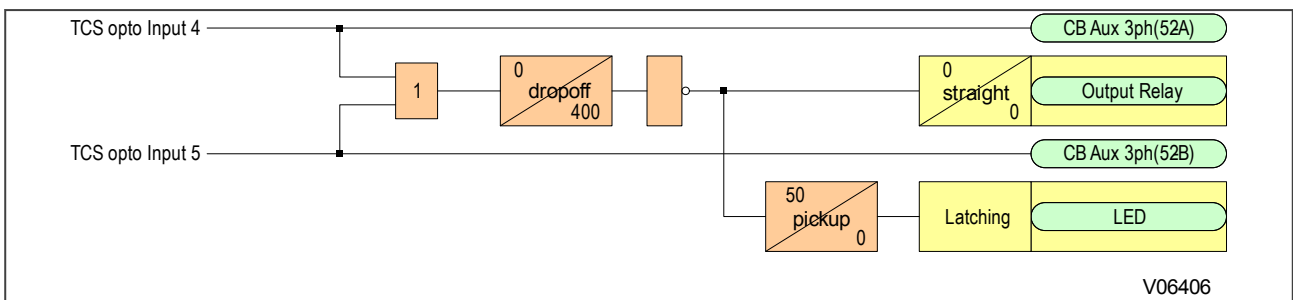 TCS opto Input 4
CB Aux 3ph(52A)
1
0
dropoff
400
0
straight
0
Output Relay
TCS opto Input 5
CB Aux 3ph(52B)
50
pickup
0
Latching
LED
V06406